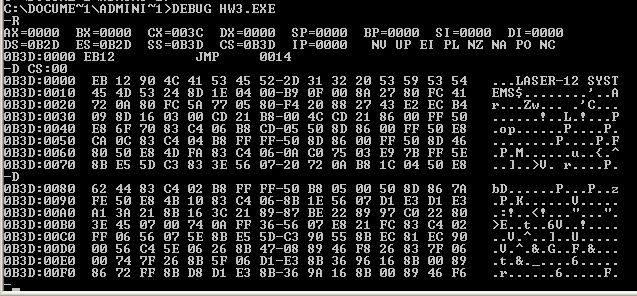 C:\DOCUME~1\ADMINI~1>DEBUG HW3.EXE
-R
AX=0000  BX=0000  CX=003C  DX=0000  SP=0000  BP=0000  SI=0000  DI=0000
DS=0B2D  ES=0B2D  SS=0B3D  CS=0B3D  IP=0000   NV UP EI PL NZ NA PO NC
0B3D:0000 EB12          JMP     0014
-D CS:00
0B3D:0000  EB 12 90 4C 41 53 45 52-2D 31 32 20 53 59 53 54   ...LASER-12 SYST
0B3D:0010  45 4D 53 24 8D 1E 04 00-B9 0F 00 8A 27 80 FC 41   EMS$........'..A
0B3D:0020  72 0A 80 FC 5A 77 05 80-F4 20 88 27 43 E2 EC B4   r...Zw... .'C...
0B3D:0030  09 8D 16 03 00 CD 21 B8-00 4C CD 21 86 00 FF 50   ......!..L.!...P
0B3D:0040  E8 6F 70 83 C4 06 B8 CD-05 50 8D 86 00 FF 50 E8   .op......P....P.
0B3D:0050  CA 0C 83 C4 04 B8 FF FF-50 8D 86 00 FF 50 8D 46   ........P....P.F
0B3D:0060  80 50 E8 4D FA 83 C4 06-0A C0 75 03 E9 7B FF 5E   .P.M......u..{.^
0B3D:0070  8B E5 5D C3 83 3E 56 07-20 72 0A B8 1C 04 50 E8   ..]..>V. r....P.
-D
0B3D:0080  62 44 83 C4 02 B8 FF FF-50 B8 05 00 50 8D 86 7A   bD......P...P..z
0B3D:0090  FE 50 E8 4B 10 83 C4 06-8B 1E 56 07 D1 E3 D1 E3   .P.K......V.....
0B3D:00A0  A1 3A 21 8B 16 3C 21 89-87 BE 22 89 97 C0 22 80   .:!..<!..."...".
0B3D:00B0  3E 45 07 00 74 0A FF 36-56 07 E8 21 FC 83 C4 02   >E..t..6V..!....
0B3D:00C0  FF 06 56 07 5E 8B E5 5D-C3 90 55 8B EC 81 EC 90   ..V.^..]..U.....
0B3D:00D0  00 56 C4 5E 06 26 8B 47-08 89 46 F8 26 83 7F 06   .V.^.&.G..F.&...
0B3D:00E0  00 74 7F 26 8B 5F 06 D1-E3 8B 36 96 16 8B 00 89   .t.&._....6.....
0B3D:00F0  86 72 FF 8B D8 D1 E3 8B-36 9A 16 8B 00 89 46 F6   .r......6.....F.
-